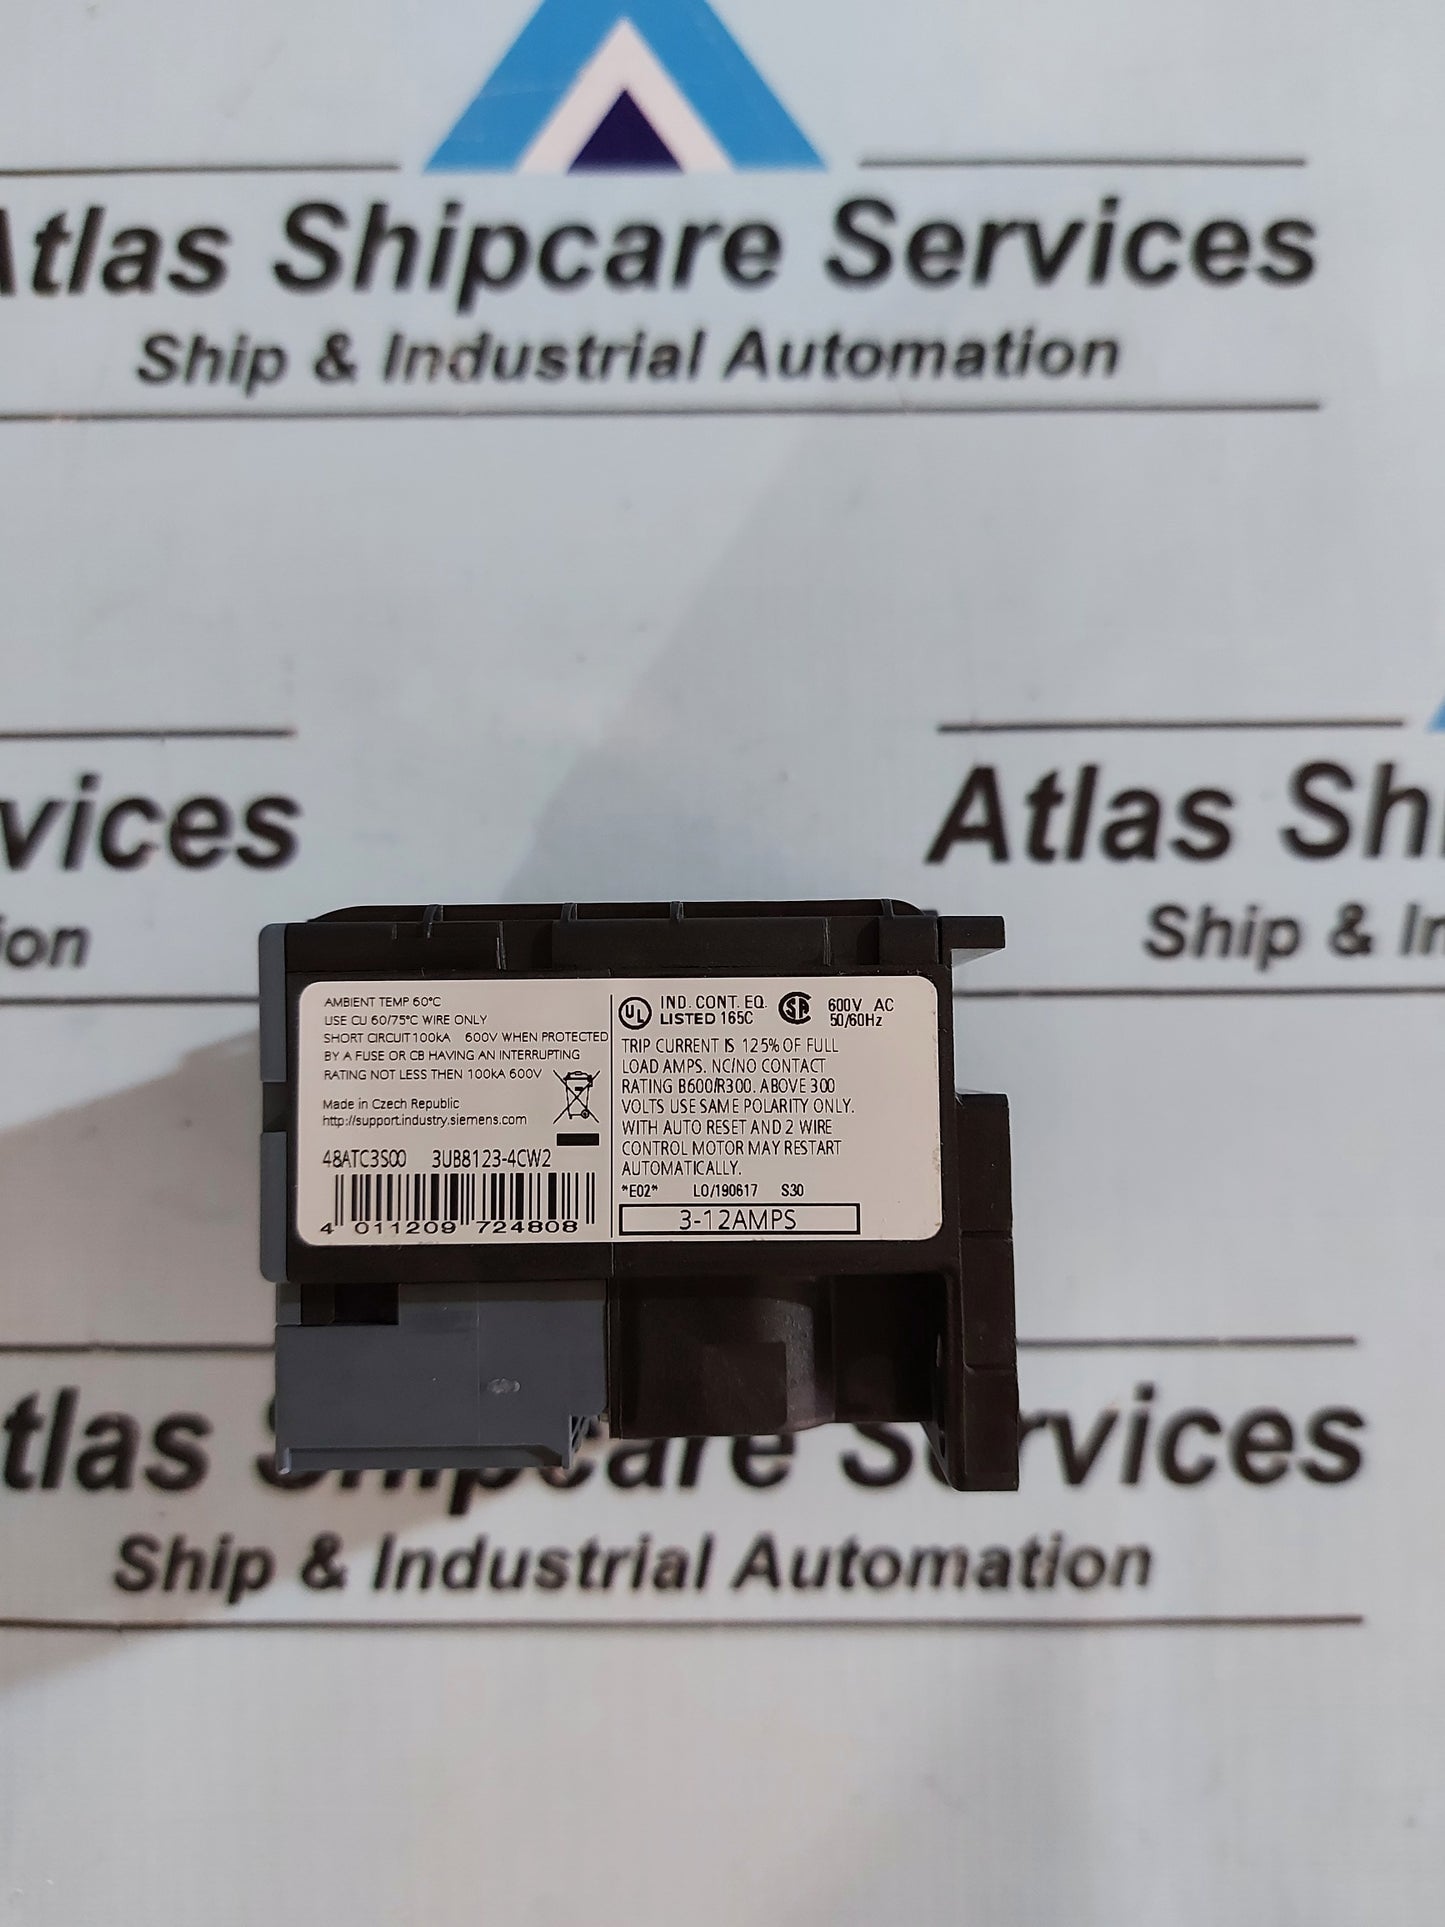 Atlas Shipcare Services
Ship & Industrial Automation
vices
ion
Atlas Sh
Ship & In
AMBIENT TEMP 60°C
USE CU 60/75°C WIRE ONLY
SHORT CIRCUIT 100kA 600V WHEN PROTECTED
BY A FUSE OR CB HAVING AN INTERRUPTING
RATING NOT LESS THEN 100kA 600V
Made in Czech Republic
http://support.industry.siemens.com
48ATC3S00 3UB8123-4CW2
4 011209 724808
UL IND. CONT. EQ.
LISTED 165C
SA
600V AC
50/60Hz
TRIP CURRENT IS 125% OF FULL
LOAD AMPS. NC/NO CONTACT
RATING B600/R300. ABOVE 300
VOLTS USE SAME POLARITY ONLY.
WITH AUTO RESET AND 2 WIRE
CONTROL MOTOR MAY RESTART
AUTOMATICALLY.
*E02* LO/190617 S30
3-12AMPS
tlas Shipcare Services
Ship & Industrial Automation